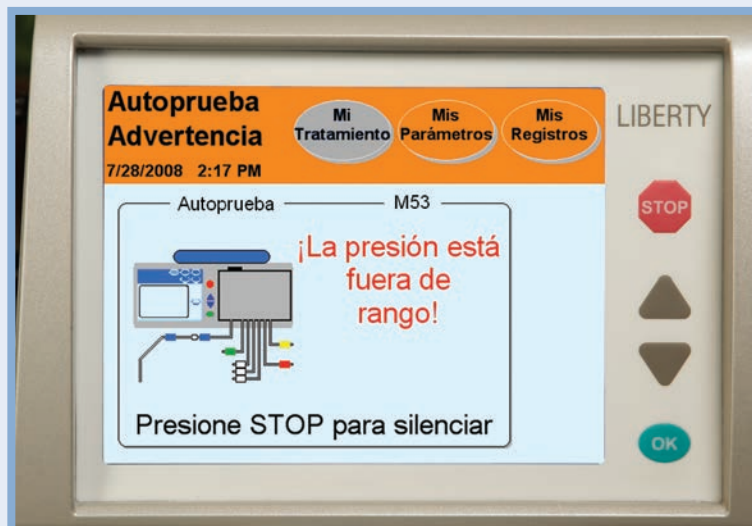 Autoprueba
Advertencia
7/28/2008 2:17 PM
Mi
Tratamiento
Mis
Parámetros
Mis
Registros
LIBERTY
Autoprueba
M53
¡La presión está
fuera de
rango!
Presione STOP para silenciar
STOP
OK